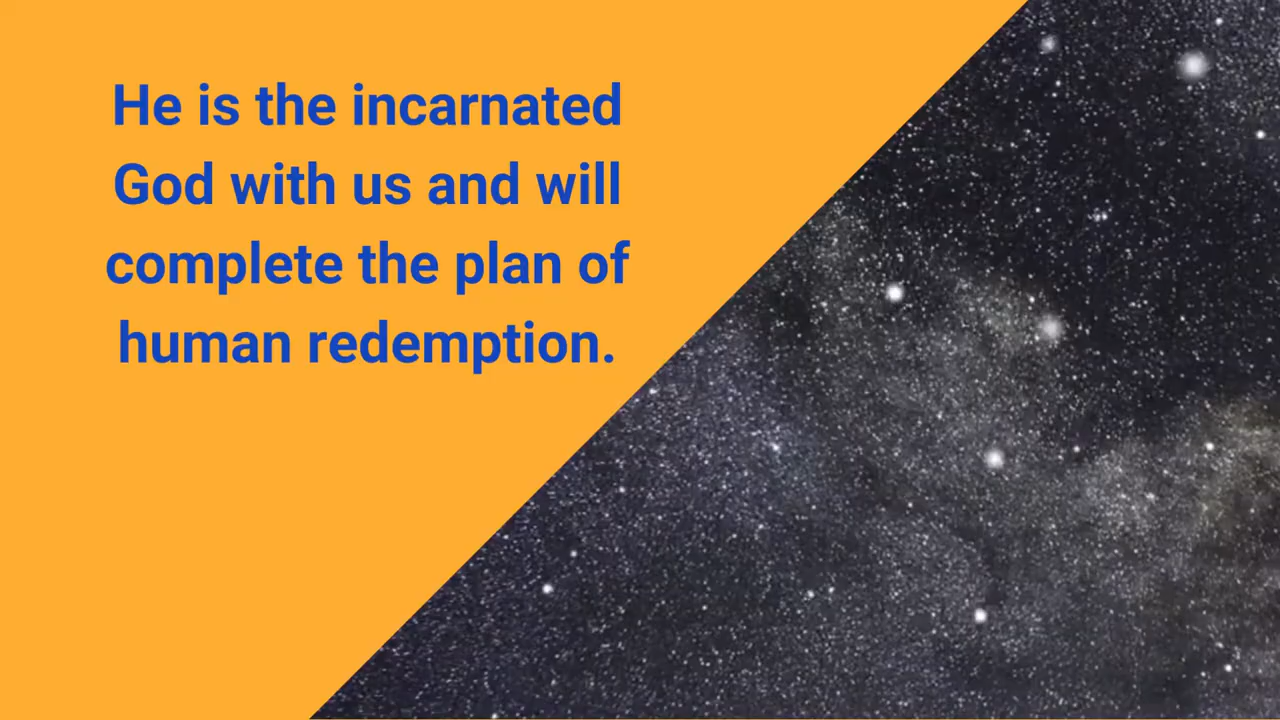 He is the incarnated
God with us and will
complete the plan of
human redemption.